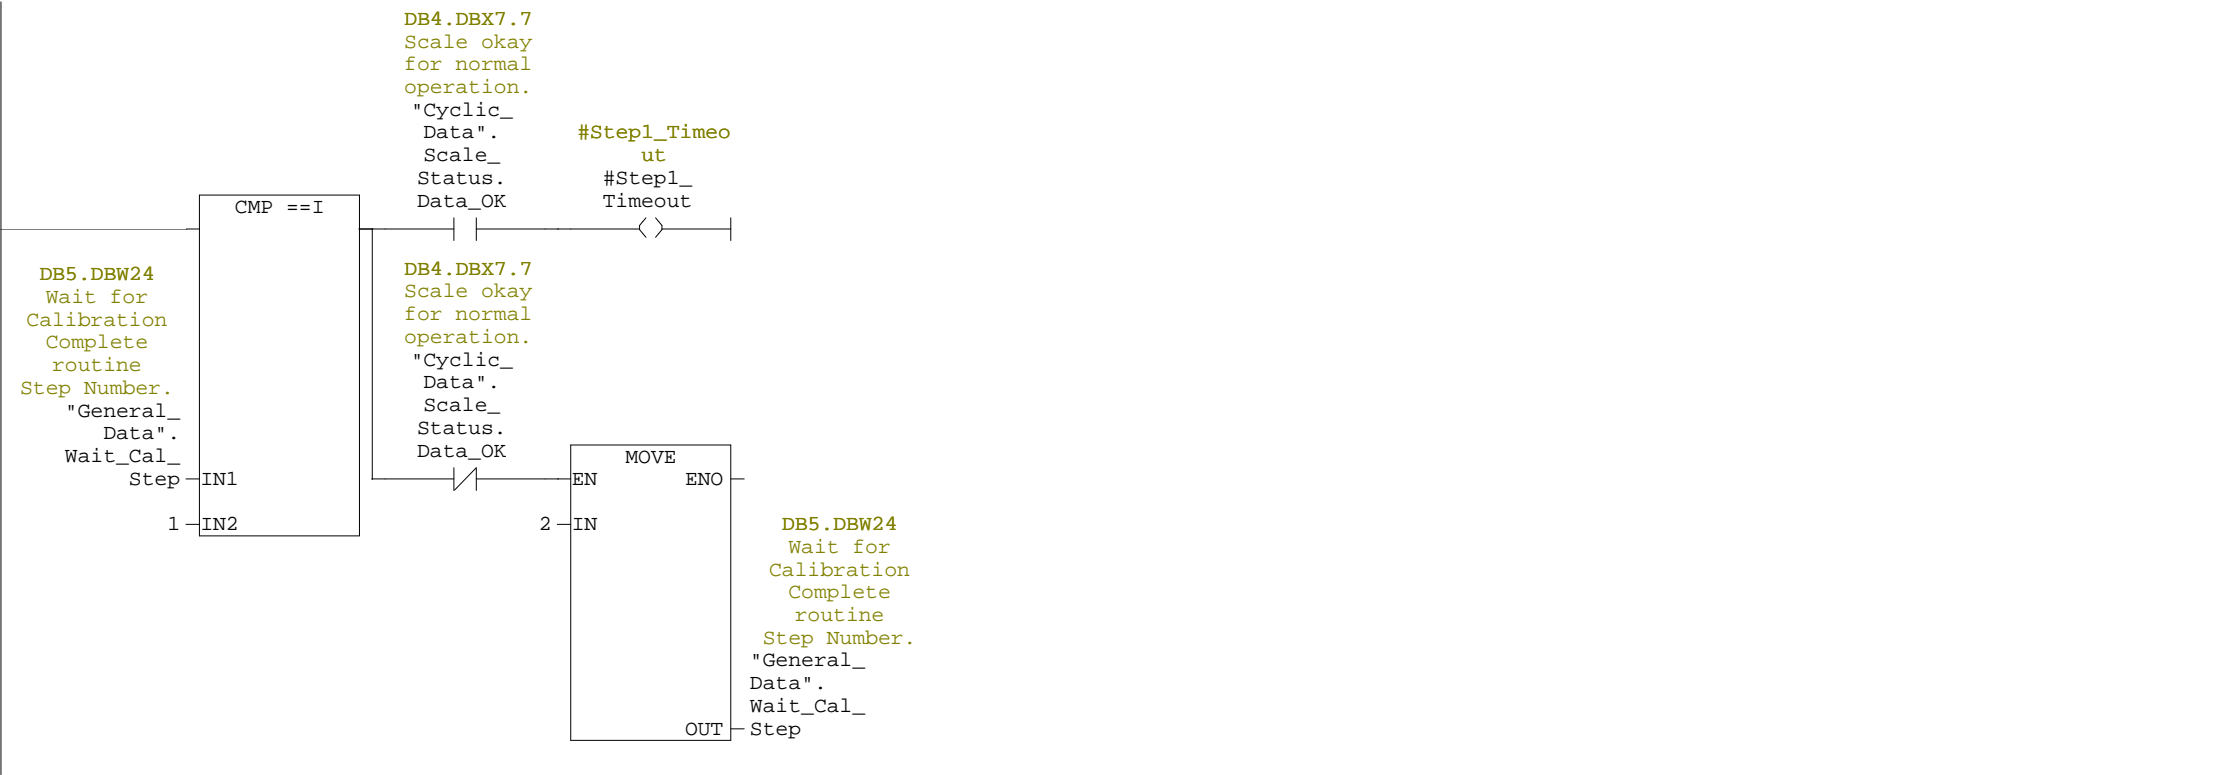 DB4.DBX7.7
Scale okay
for normal
operation.
"Cyclic_
Data".
Scale_
Status.
Data_OK
#Step1_Timeo
ut
#Step1_
Timeout
CMP ==I
DB5.DBW24
Wait for
Calibration
Complete
routine
Step Number.
"General_
Data".
Wait_Cal_
Step
IN1
1
IN2
DB4.DBX7.7
Scale okay
for normal
operation.
"Cyclic_
Data".
Scale_
Status.
Data_OK
MOVE
EN
ENO
2
IN
OUT
DB5.DBW24
Wait for
Calibration
Complete
routine
Step Number.
"General_
Data".
Wait_Cal_
Step